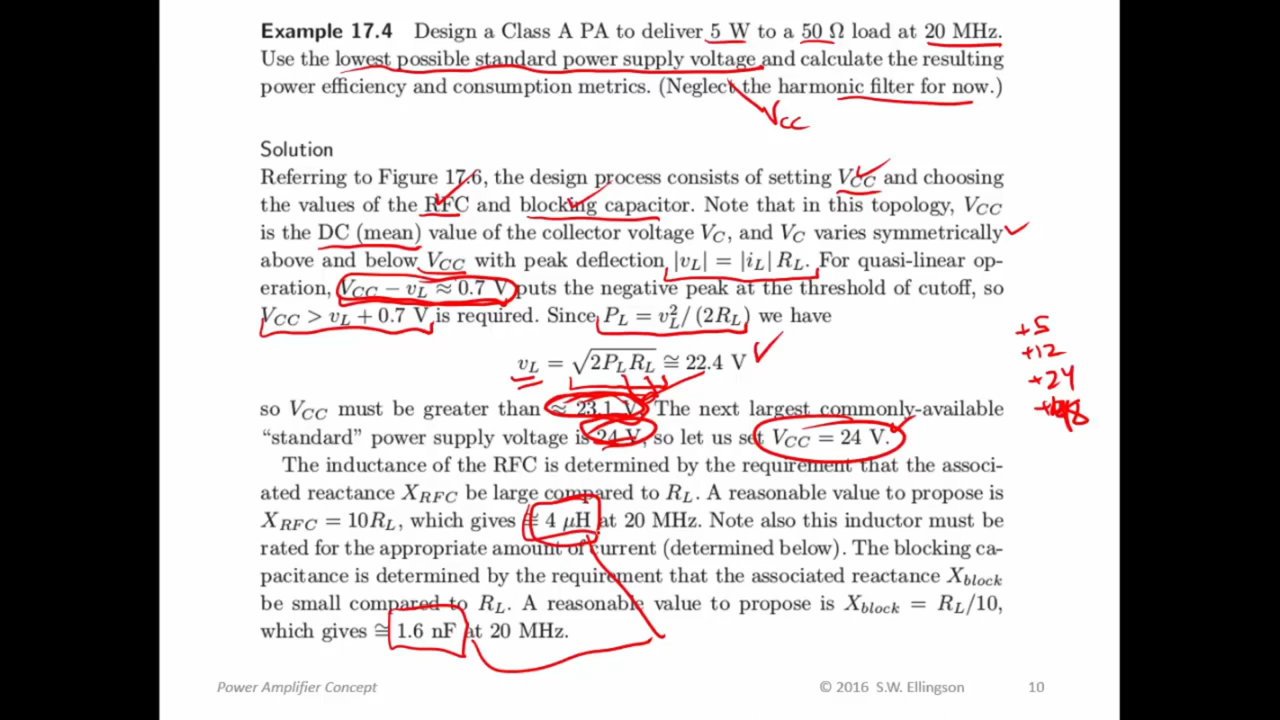 Example 17.4 Design a Class A PA to deliver 5 W to a 50 Ω load at 20 MHz.
Use the lowest possible standard power supply voltage and calculate the resulting
power efficiency and consumption metrics. (Neglect the harmonic filter for now.)
VCC
Solution
Referring to Figure 17.6, the design process consists of setting VCC and choosing
the values of the RFC and blocking capacitor. Note that in this topology, VCC
is the DC (mean) value of the collector voltage VC, and VC varies symmetrically
above and below VCC with peak deflection |vL| = |iL| RL. For quasi-linear op-
eration, VCC − vL ≈ 0.7 V puts the negative peak at the threshold of cutoff, so
VCC > vL + 0.7 V is required. Since PL = vL²/ (2RL) we have
+5
+12
+24
vL = √2PLRL ≅ 22.4 V
so VCC must be greater than ≈ 23.1 V. The next largest commonly-available
“standard” power supply voltage is 24 V, so let us set VCC = 24 V.
The inductance of the RFC is determined by the requirement that the associ-
ated reactance XRFC be large compared to RL. A reasonable value to propose is
XRFC = 10RL, which gives ≅ 4 μH at 20 MHz. Note also this inductor must be
rated for the appropriate amount of current (determined below). The blocking ca-
pacitance is determined by the requirement that the associated reactance Xblock
be small compared to RL. A reasonable value to propose is Xblock = RL/10,
which gives ≅ 1.6 nF at 20 MHz.
Power Amplifier Concept
© 2016 S.W. Ellingson
10